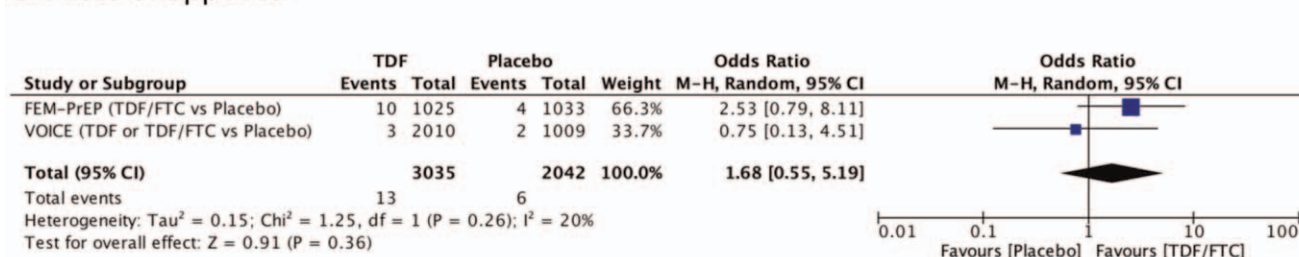 TDF Placebo Odds Ratio Odds Ratio
Study or Subgroup Events Total Events Total Weight M-H, Random, 95% CI M-H, Random, 95% CI
FEM-PrEP (TDF/FTC vs Placebo) 10 1025 4 1033 66.3% 2.53 [0.79, 8.11]
VOICE (TDF or TDF/FTC vs Placebo) 3 2010 2 1009 33.7% 0.75 [0.13, 4.51]
Total (95% CI) 3035 2042 100.0% 1.68 [0.55, 5.19]
Total events 13 6
Heterogeneity: Tau² = 0.15; Chi² = 1.25, df = 1 (P = 0.26); I² = 20%
Test for overall effect: Z = 0.91 (P = 0.36)
0.01 0.1 1 10 100
Favours [Placebo] Favours [TDF/FTC]